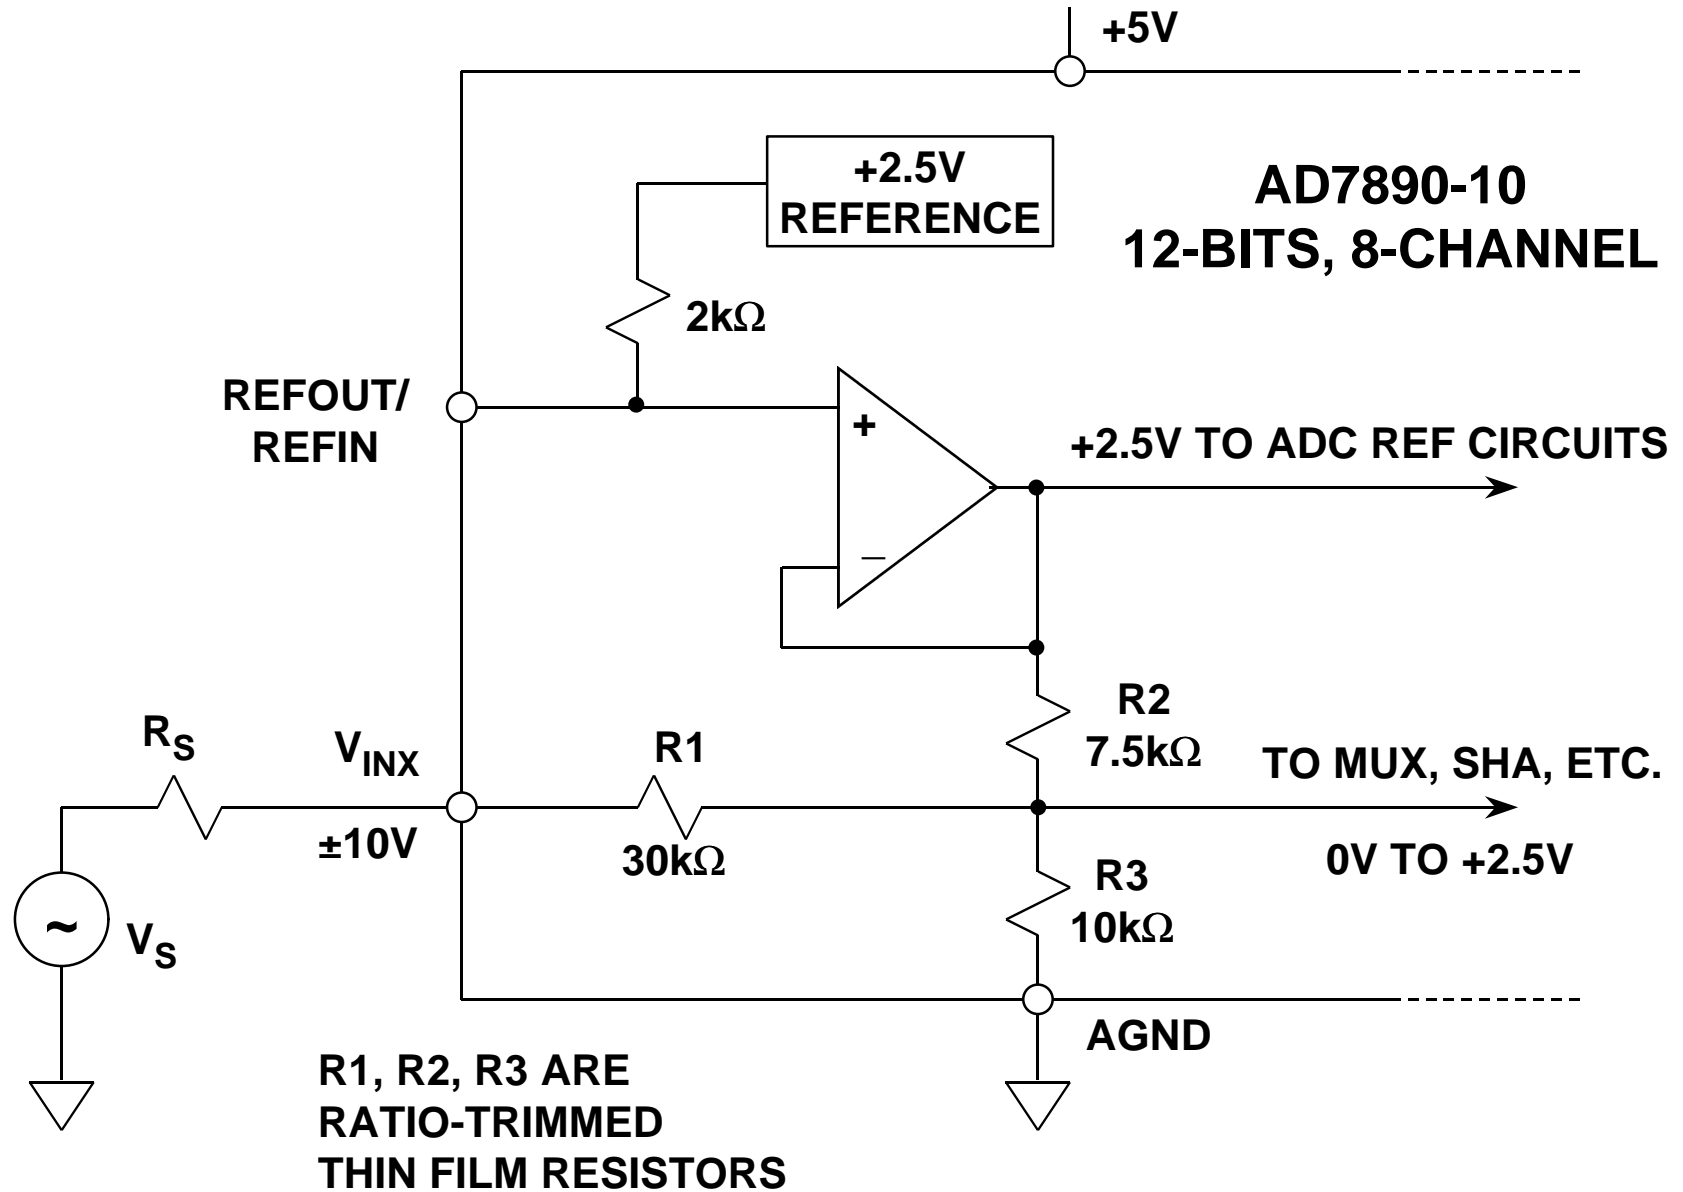 +5V
+2.5V
REFERENCE
AD7890-10
12-BITS, 8-CHANNEL
2kΩ
REFOUT/
REFIN
+
+2.5V TO ADC REF CIRCUITS
–
R2
7.5kΩ
RS
VINX
±10V
R1
30kΩ
TO MUX, SHA, ETC.
0V TO +2.5V
R3
10kΩ
~
VS
AGND
R1, R2, R3 ARE
RATIO-TRIMMED
THIN FILM RESISTORS